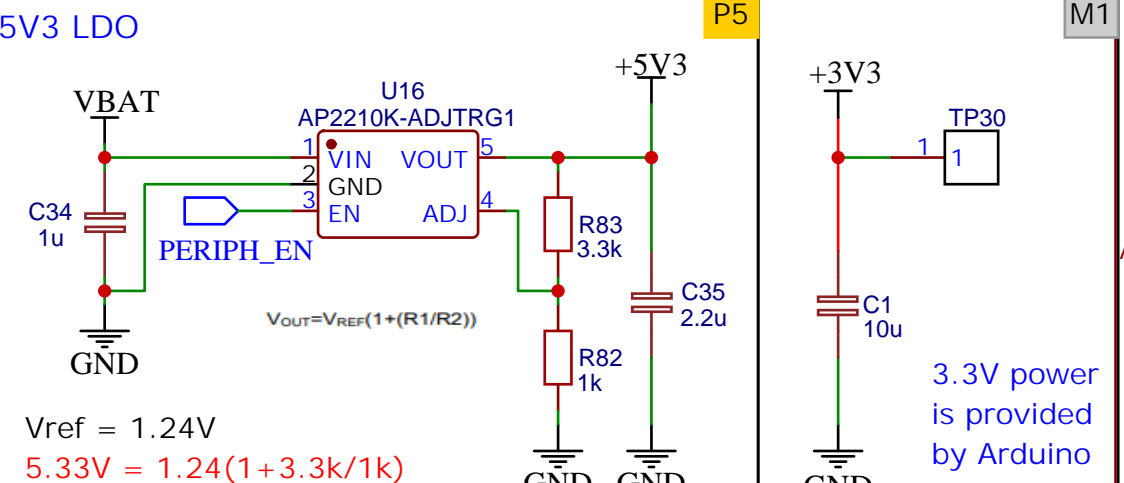 5V3 LDO
P5
M1
+5V3
+3V3
VBAT
U16
AP2210K-ADJTRG1
TP30
1
VIN
VOUT
5
1
1
2
GND
3
EN
ADJ
4
C34
1u
PERIPH_EN
R83
3.3k
VOUT=VREF(1+(R1/R2))
C35
2.2u
C1
10u
GND
R82
1k
3.3V power
is provided
by Arduino
Vref = 1.24V
5.33V = 1.24(1+3.3k/1k)
GND
GND
GND